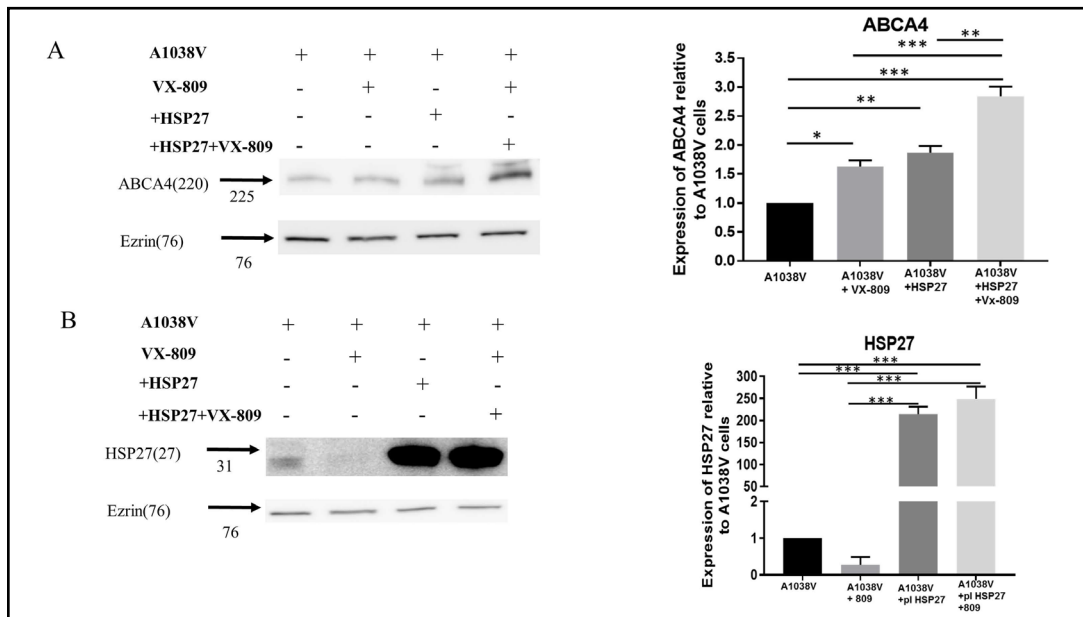 A
A1038V + + + +
VX-809 - + - +
+HSP27 - - +
+HSP27+VX-809 - - - +
ABCA4(220)
225
Ezrin(76)
76
ABCA4
Expression of ABCA4 relative
to A1038V cells
3.5
3.0
2.5
2.0
1.5
1.0
0.5
0.0
**
***
***
**
*
A1038V
A1038V
+ VX-809
A1038V
+HSP27
A1038V
+HSP27
+Vx-809
B
A1038V + + + +
VX-809 - + - +
+HSP27 - - + -
+HSP27+VX-809 - - - +
HSP27(27)
31
Ezrin(76)
76
HSP27
Expression of HSP27 relative
to A1038V cells
300
250
200
150
100
50
2
1
0
***
***
***
***
A1038V
A1038V
+ 809
A1038V
+pl HSP27
A1038V
+pl HSP27
+809